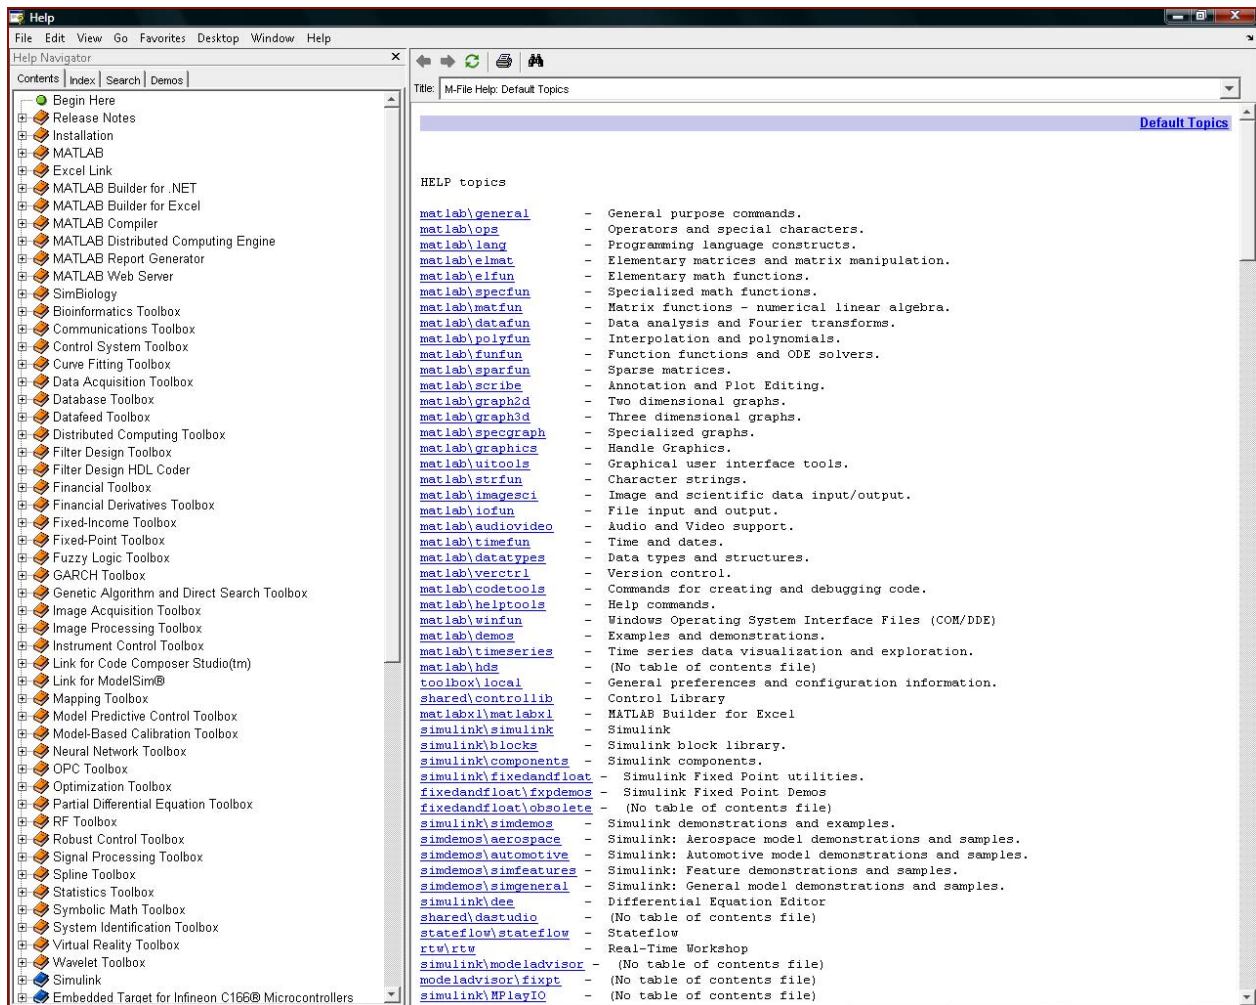 Help
File Edit View Go Favorites Desktop Window Help
Help Navigator
Contents Index Search Demos
Begin Here
Release Notes
Installation
MATLAB
Excel Link
MATLAB Builder for .NET
MATLAB Builder for Excel
MATLAB Compiler
MATLAB Distributed Computing Engine
MATLAB Report Generator
MATLAB Web Server
SimBiology
Bioinformatics Toolbox
Communications Toolbox
Control System Toolbox
Curve Fitting Toolbox
Data Acquisition Toolbox
Database Toolbox
Datafeed Toolbox
Distributed Computing Toolbox
Filter Design Toolbox
Filter Design HDL Coder
Financial Toolbox
Financial Derivatives Toolbox
Fixed-Income Toolbox
Fixed-Point Toolbox
Fuzzy Logic Toolbox
GARCH Toolbox
Genetic Algorithm and Direct Search Toolbox
Image Acquisition Toolbox
Image Processing Toolbox
Instrument Control Toolbox
Link for Code Composer Studio(tm)
Link for ModelSim®
Mapping Toolbox
Model Predictive Control Toolbox
Model-Based Calibration Toolbox
Neural Network Toolbox
OPC Toolbox
Optimization Toolbox
Partial Differential Equation Toolbox
RF Toolbox
Robust Control Toolbox
Signal Processing Toolbox
Spline Toolbox
Statistics Toolbox
Symbolic Math Toolbox
System Identification Toolbox
Virtual Reality Toolbox
Wavelet Toolbox
Simulink
Embedded Target for Infineon C166® Microcontrollers
Title: M-File Help: Default Topics
Default Topics
HELP topics
matlab\general - General purpose commands.
matlab\ops - Operators and special characters.
matlab\lang - Programming language constructs.
matlab\elmat - Elementary matrices and matrix manipulation.
matlab\elfun - Elementary math functions.
matlab\specfun - Specialized math functions.
matlab\matfun - Matrix functions - numerical linear algebra.
matlab\datafun - Data analysis and Fourier transforms.
matlab\polyfun - Interpolation and polynomials.
matlab\funfun - Function functions and ODE solvers.
matlab\sparfun - Sparse matrices.
matlab\scribe - Annotation and Plot Editing.
matlab\graph2d - Two dimensional graphs.
matlab\graph3d - Three dimensional graphs.
matlab\specgraph - Specialized graphs.
matlab\graphics - Handle Graphics.
matlab\uitools - Graphical user interface tools.
matlab\strfun - Character strings.
matlab\imagesci - Image and scientific data input/output.
matlab\iofun - File input and output.
matlab\audiovideo - Audio and Video support.
matlab\timefun - Time and dates.
matlab\datatypes - Data types and structures.
matlab\verctrl - Version control.
matlab\codetools - Commands for creating and debugging code.
matlab\helptools - Help commands.
matlab\winfun - Windows Operating System Interface Files (COM/DDE)
matlab\demos - Examples and demonstrations.
matlab\timeseries - Time series data visualization and exploration.
matlab\hds - (No table of contents file)
toolbox\local - General preferences and configuration information.
shared\controllib - Control Library
matlabxl\matlabxl - MATLAB Builder for Excel
simulink\simulink - Simulink
simulink\blocks - Simulink block library.
simulink\components - Simulink components.
simulink\fixedandfloat - Simulink Fixed Point utilities.
fixedandfloat\fxpdemos - Simulink Fixed Point Demos
fixedandfloat\obsolete - (No table of contents file)
simulink\simdemos - Simulink demonstrations and examples.
simdemos\aerospace - Simulink: Aerospace model demonstrations and samples.
simdemos\automotive - Simulink: Automotive model demonstrations and samples.
simdemos\simfeatures - Simulink: Feature demonstrations and samples.
simdemos\simgeneral - Simulink: General model demonstrations and samples.
simulink\dee - Differential Equation Editor
shared\dastudio - (No table of contents file)
stateflow\stateflow - Stateflow
rtw\rtw - Real-Time Workshop
simulink\modeladvisor - (No table of contents file)
modeladvisor\fixpt - (No table of contents file)
simulink\MPlayIO - (No table of contents file)